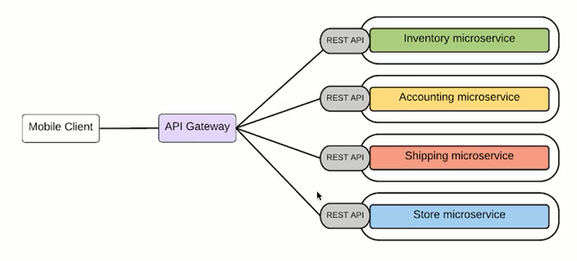 Mobile Client
API Gateway
REST API
Inventory microservice
REST API
Accounting microservice
REST API
Shipping microservice
REST API
Store microservice